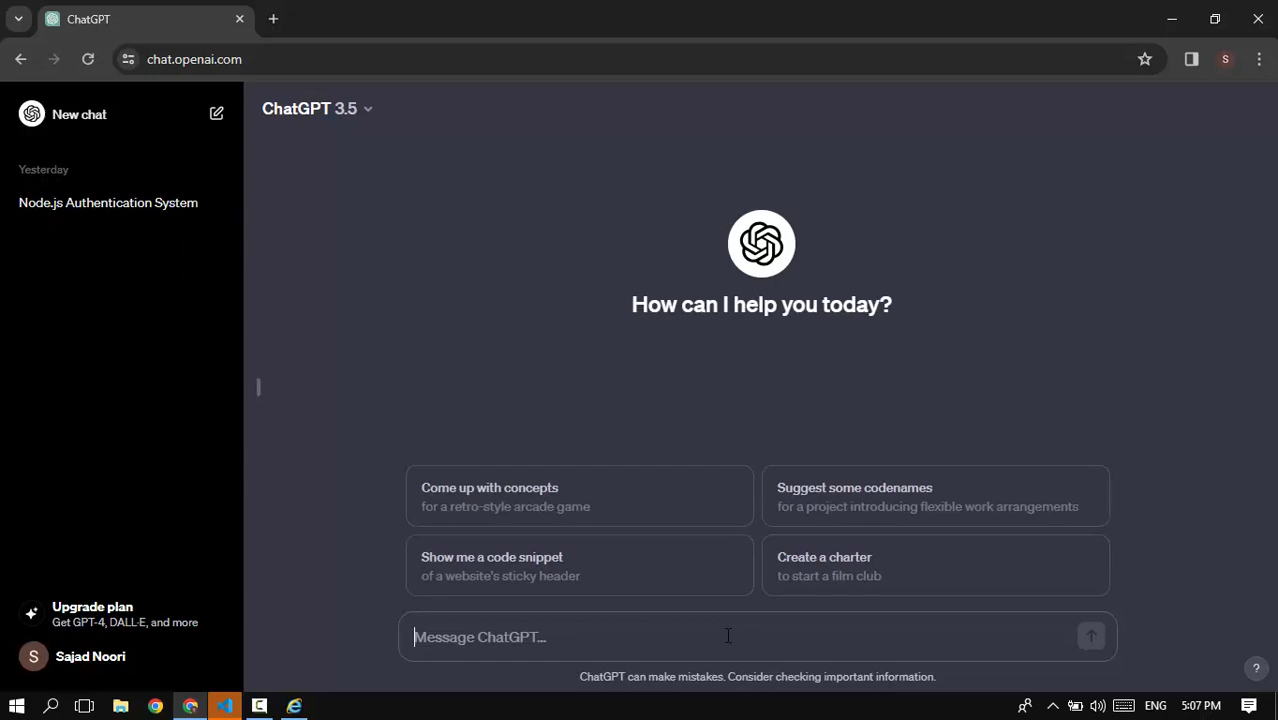 ChatGPT
chat.openai.com
S
New chat
ChatGPT 3.5
Yesterday
Node.js Authentication System
How can I help you today?
Come up with concepts
for a retro-style arcade game
Suggest some codenames
for a project introducing flexible work arrangements
Show me a code snippet
of a website's sticky header
Create a charter
to start a film club
Upgrade plan
Get GPT-4, DALL·E, and more
Message ChatGPT...
S
Sajad Noori
ChatGPT can make mistakes. Consider checking important information.
?
ENG
5:07 PM